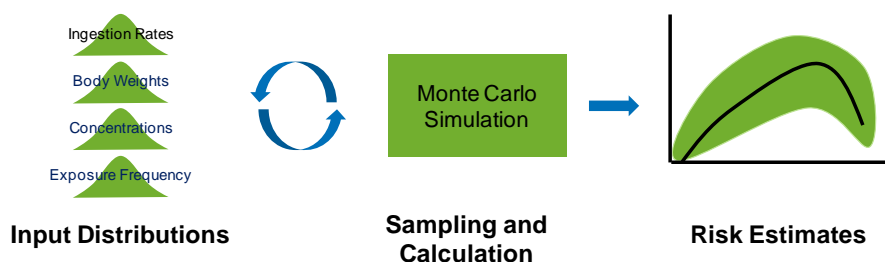 Ingestion Rates
Body Weights
Concentrations
Exposure Frequency
Monte Carlo
Simulation
Input Distributions
Sampling and
Calculation
Risk Estimates